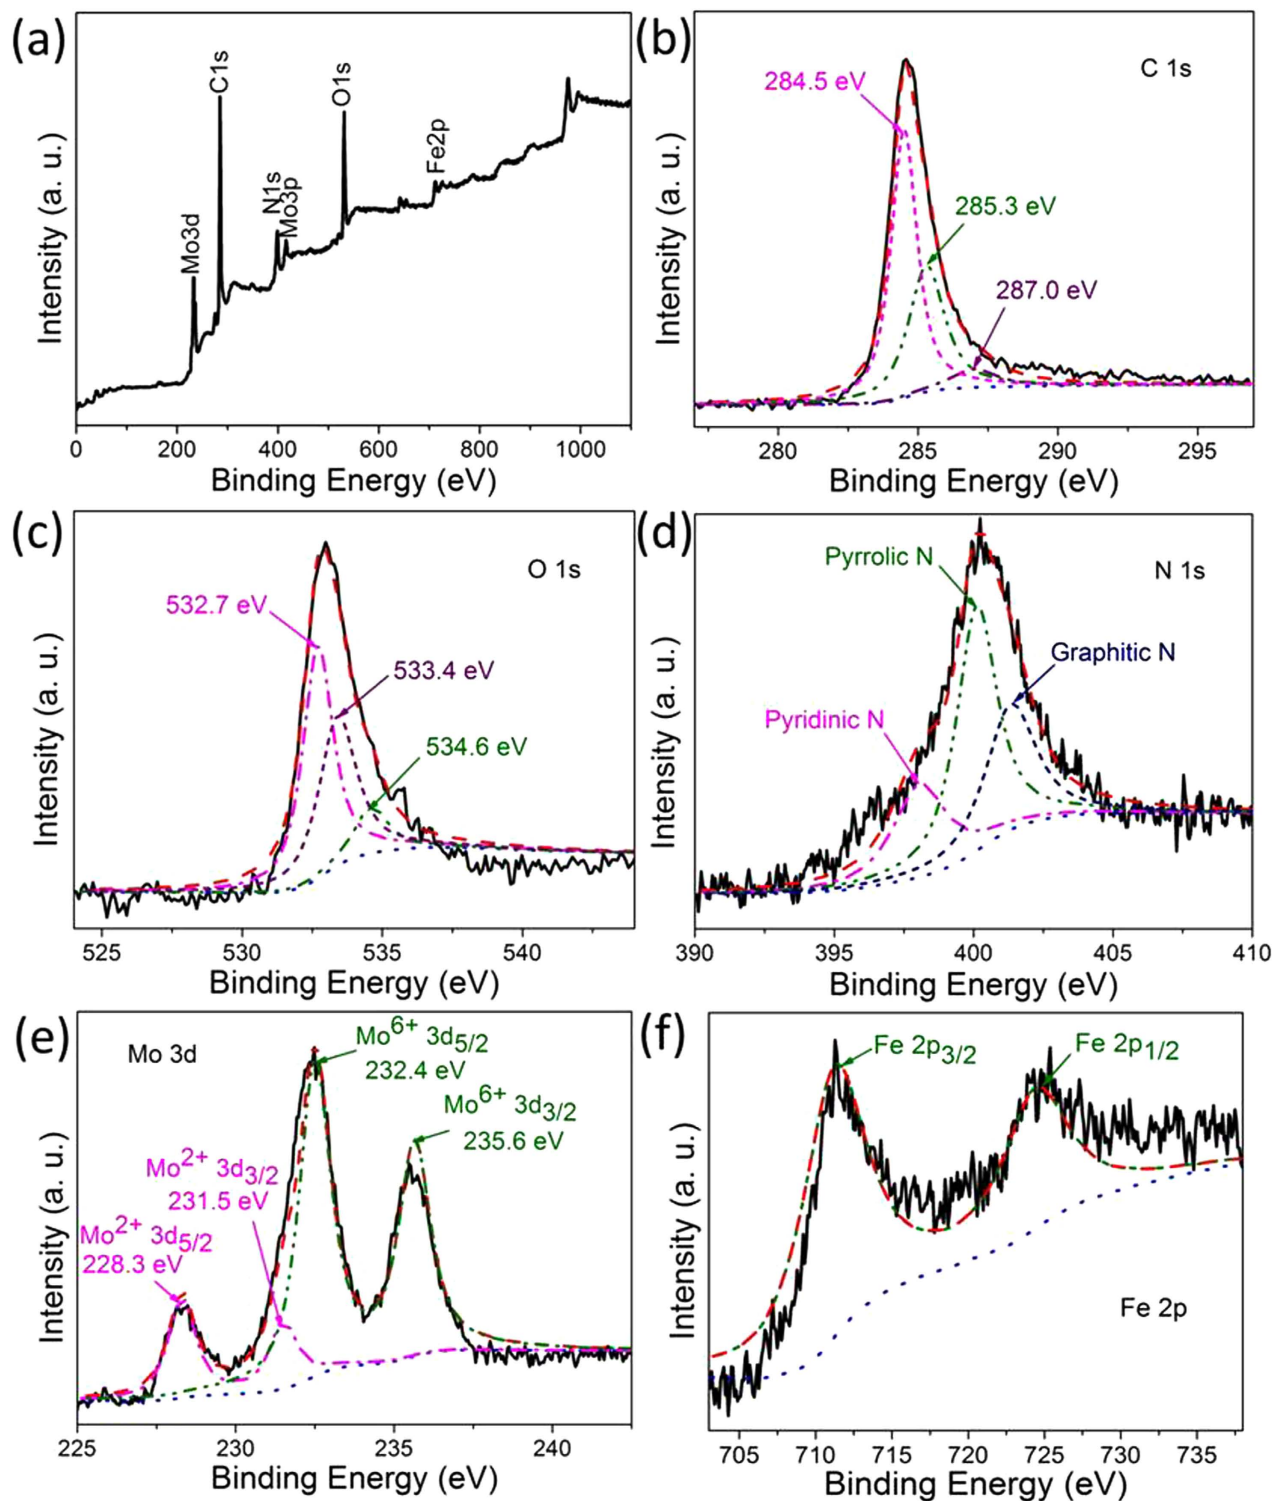 (a)
Mo3d
C1s
N1s
Mo3p
O1s
Fe2p
Intensity (a. u.)
0 200 400 600 800 1000
Binding Energy (eV)
(b)
C 1s
284.5 eV
285.3 eV
287.0 eV
Intensity (a. u.)
280 285 290 295
Binding Energy (eV)
(c)
O 1s
532.7 eV
533.4 eV
534.6 eV
Intensity (a. u.)
525 530 535 540
Binding Energy (eV)
(d)
Pyrrolic N
N 1s
Graphitic N
Pyridinic N
Intensity (a. u.)
390 395 400 405 410
Binding Energy (eV)
(e)
Mo 3d
Mo6+ 3d5/2
232.4 eV
Mo6+ 3d3/2
235.6 eV
Mo2+ 3d3/2
231.5 eV
Mo2+ 3d5/2
228.3 eV
Intensity (a. u.)
225 230 235 240
Binding Energy (eV)
(f)
Fe 2p3/2
Fe 2p1/2
Fe 2p
Intensity (a. u.)
705 710 715 720 725 730 735
Binding Energy (eV)